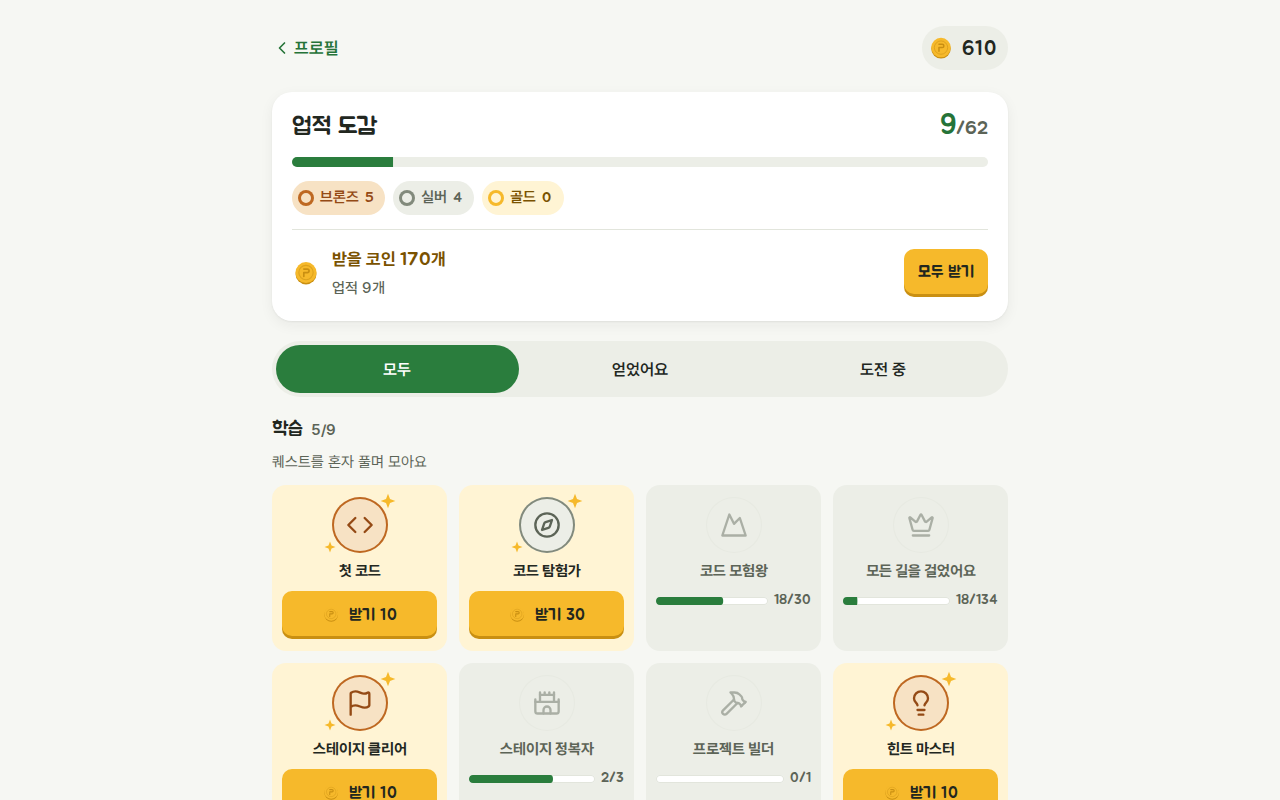 프로필
610
업적 도감
9/62
브론즈 5
실버 4
골드 0
받을 코인 170개
업적 9개
모두 받기
모두
얻었어요
도전 중
학습 5/9
퀘스트를 혼자 풀며 모아요
첫 코드
받기 10
코드 탐험가
받기 30
코드 모험왕
18/30
모든 길을 걸었어요
18/134
스테이지 클리어
받기 10
스테이지 정복자
2/3
프로젝트 빌더
0/1
힌트 마스터
받기 10